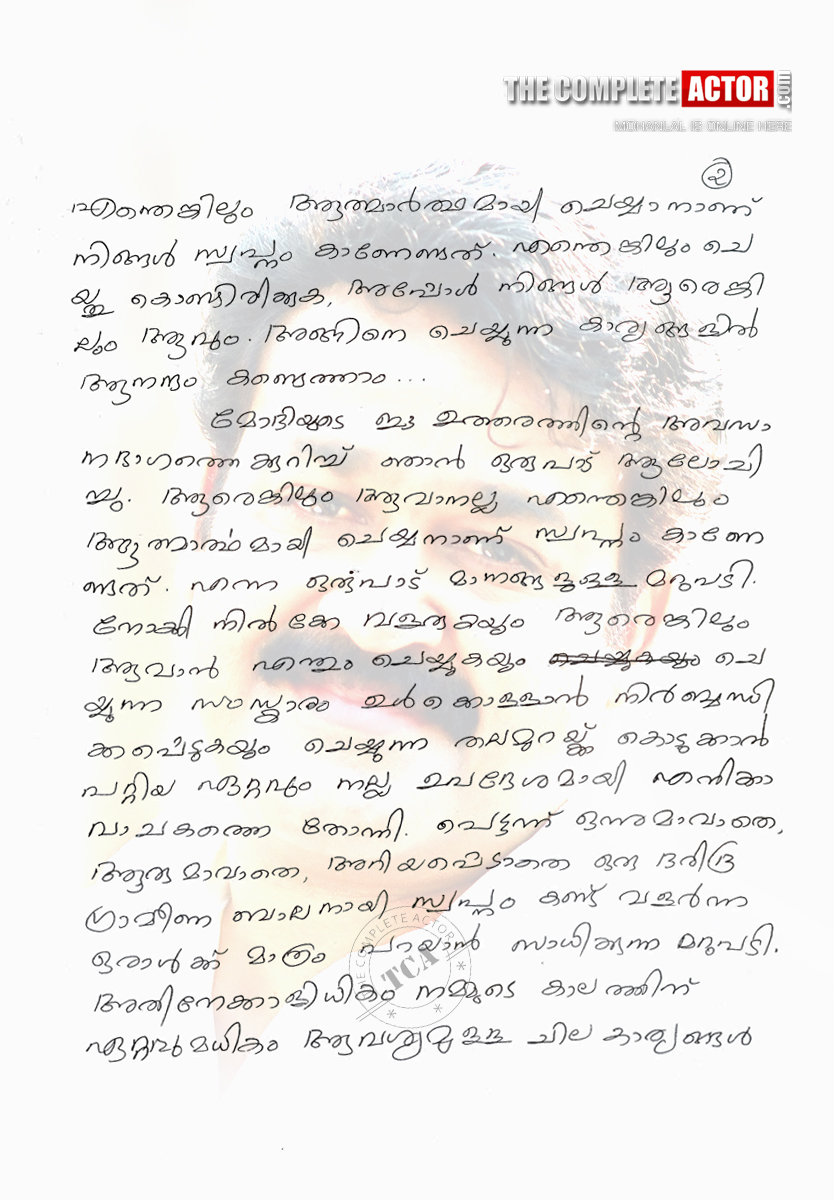 THE COMPLETE ACTOR .com
MOHANLAL IS ONLINE HERE
൨
എന്തെങ്കിലും ആത്മാർത്ഥമായി ചെയ്യാനാണ്
നിങ്ങൾ സ്വപ്നം കാണേണ്ടത്. എന്തെങ്കിലും ചെ
യ്തു കൊണ്ടിരിക്കുക, അപ്പോൾ നിങ്ങൾ ആരെങ്കി
ലും ആവും. അങ്ങിനെ ചെയ്യുന്ന കാര്യങ്ങളിൽ
ആനന്ദം കണ്ടെത്താം...
മോദിയുടെ ഈ ഉത്തരത്തിന്റെ അവസാ
നഭാഗത്തെക്കുറിച്ച് ഞാൻ ഒരുപാട് ആലോചി
ച്ചു. ആരെങ്കിലും ആവാനല്ല എന്തെങ്കിലും
ആത്മാർത്ഥമായി ചെയ്യനാണ് സ്വപ്നം കാണേ
ണ്ടത്. എന്ന ഒരുപാട് മാനങ്ങളുള്ള മറുപടി.
നോക്കി നിൽക്കേ വളരുകയും ആരെങ്കിലും
ആവാൻ എന്തും ചെയ്യുകയും ചെയ്യുകയും ചെ
യ്യുന്ന സംസ്കാരം ഉൾക്കൊള്ളാൻ നിർബ്ബന്ധി
ക്കപ്പെടുകയും ചെയ്യുന്ന തലമുറയ്ക്ക് കൊടുക്കാൻ
പറ്റിയ ഏറ്റവും നല്ല ഉപദേശമായി എനിക്കാ
വാചകത്തെ തോന്നി. പെട്ടന്ന് ഒന്നുമാവാതെ,
ആരുമാവാതെ, അറിയപ്പെടാതെ ഒരു ദരിദ്ര
ഗ്രാമീണ ബാലനായി സ്വപ്നം കണ്ട് വളർന്ന
ഒരാൾക്ക് മാത്രം പറയാൻ സാധിക്കുന്ന മറുപടി.
അതിനേക്കാളധികം നമ്മുടെ കാലത്തിന്
ഏറ്റവുമധികം ആവശ്യമുള്ള ചില കാര്യങ്ങൾ
THE COMPLETE ACTOR
TCA